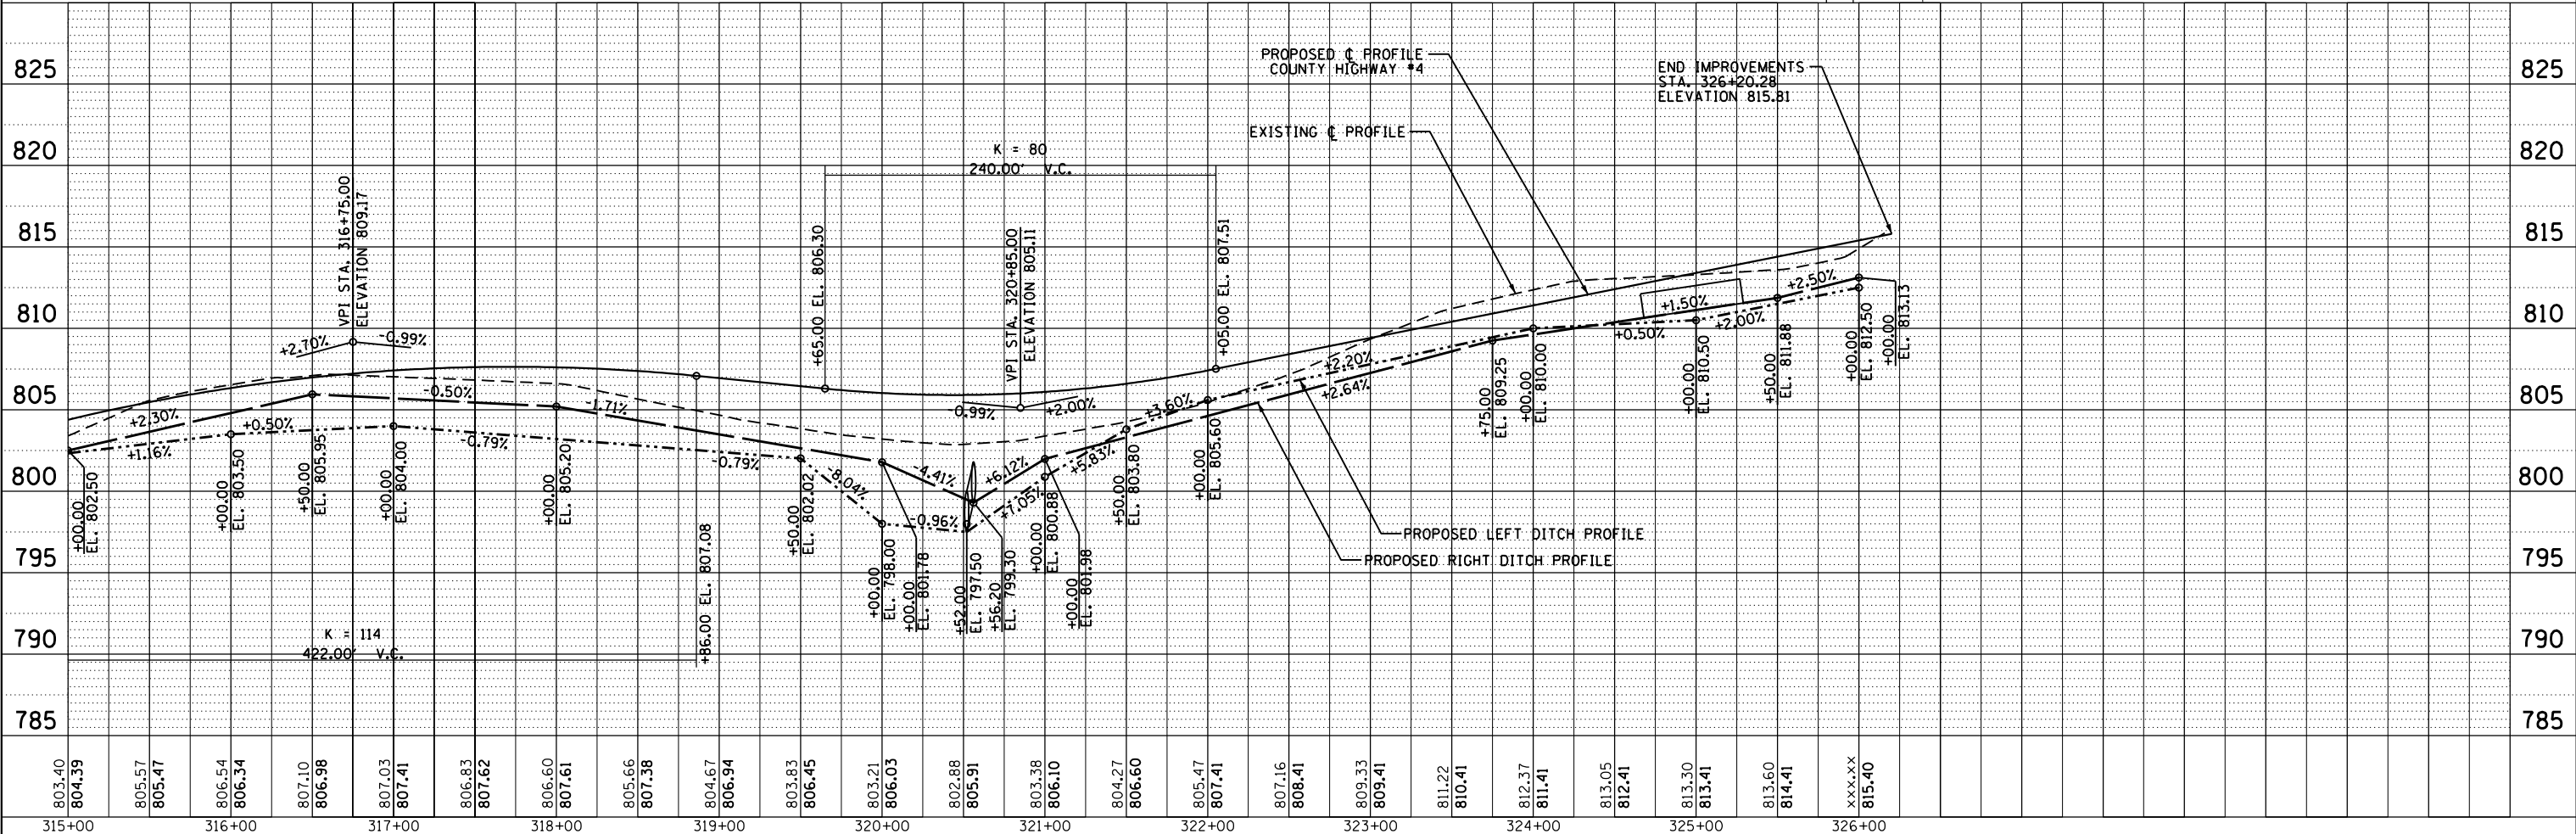 PROPOSED ℄ PROFILE
COUNTY HIGHWAY #4
END IMPROVEMENTS
STA. 326+20.28
ELEVATION 815.81
EXISTING ℄ PROFILE
825
825
820
820
815
815
810
810
805
805
800
800
795
795
790
790
785
785
K = 80
240.00' V.C.
VPI STA. 316+75.00
ELEVATION 809.17
+2.70%
-0.99%
+65.00 EL. 806.30
VPI STA. 320+85.00
ELEVATION 805.11
-0.99%
+2.00%
+05.00 EL. 807.51
+2.30%
-0.50%
-1.71%
-4.41%
+6.12%
+2.64%
+1.50%
+2.50%
+1.16%
+0.50%
-0.79%
-0.79%
-8.04%
-0.96%
+7.05%
+5.83%
+3.60%
+2.20%
+0.50%
+2.00%
+00.00
EL. 802.50
+00.00
EL. 803.50
+50.00
EL. 805.95
+00.00
EL. 804.00
+00.00
EL. 805.20
+86.00 EL. 807.08
+50.00
EL. 802.02
+00.00
EL. 798.00
+00.00
EL. 801.78
+52.00
EL. 797.50
+56.20
EL. 799.30
+00.00
EL. 800.88
+00.00
EL. 801.98
+50.00
EL. 803.80
+00.00
EL. 805.60
+75.00
EL. 809.25
+00.00
EL. 810.00
+00.00
EL. 810.50
+50.00
EL. 811.88
+00.00
EL. 812.50
+00.00
EL. 813.13
PROPOSED LEFT DITCH PROFILE
PROPOSED RIGHT DITCH PROFILE
K = 114
422.00' V.C.
803.40
804.39
805.57
805.47
806.54
806.34
807.10
806.98
807.03
807.41
806.83
807.62
806.60
807.61
805.66
807.38
804.67
806.94
803.83
806.45
803.21
806.03
802.88
805.91
803.38
806.10
804.27
806.60
805.47
807.41
807.16
808.41
809.33
809.41
811.22
810.41
812.37
811.41
813.05
812.41
813.30
813.41
813.60
814.41
xxx.xx
815.40
315+00
316+00
317+00
318+00
319+00
320+00
321+00
322+00
323+00
324+00
325+00
326+00